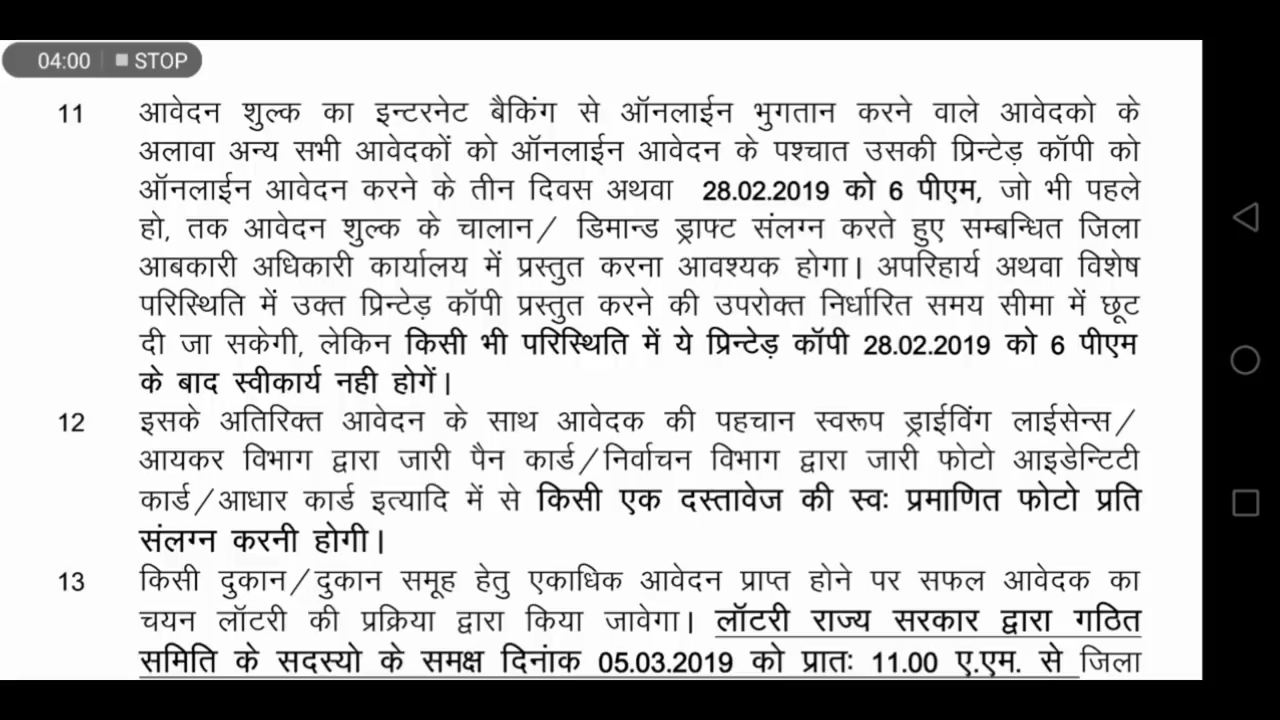 04:00 STOP
11 आवेदन शुल्क का इन्टरनेट बैकिंग से ऑनलाईन भुगतान करने वाले आवेदको के
अलावा अन्य सभी आवेदकों को ऑनलाईन आवेदन के पश्चात उसकी प्रिन्टेड़ कॉपी को
ऑनलाईन आवेदन करने के तीन दिवस अथवा 28.02.2019 को 6 पीएम, जो भी पहले
हो, तक आवेदन शुल्क के चालान/ डिमान्ड ड्राफ्ट संलग्न करते हुए सम्बन्धित जिला
आबकारी अधिकारी कार्यालय में प्रस्तुत करना आवश्यक होगा। अपरिहार्य अथवा विशेष
परिस्थिति में उक्त प्रिन्टेड़ कॉपी प्रस्तुत करने की उपरोक्त निर्धारित समय सीमा में छूट
दी जा सकेगी, लेकिन किसी भी परिस्थिति में ये प्रिन्टेड़ कॉपी 28.02.2019 को 6 पीएम
के बाद स्वीकार्य नही होगें।
12 इसके अतिरिक्त आवेदन के साथ आवेदक की पहचान स्वरूप ड्राईविंग लाईसेन्स/
आयकर विभाग द्वारा जारी पैन कार्ड/निर्वाचन विभाग द्वारा जारी फोटो आइडेन्टिटी
कार्ड/आधार कार्ड इत्यादि में से किसी एक दस्तावेज की स्वः प्रमाणित फोटो प्रति
संलग्न करनी होगी।
13 किसी दुकान/दुकान समूह हेतु एकाधिक आवेदन प्राप्त होने पर सफल आवेदक का
चयन लॉटरी की प्रक्रिया द्वारा किया जावेगा। लॉटरी राज्य सरकार द्वारा गठित
समिति के सदस्यो के समक्ष दिनांक 05.03.2019 को प्रातः 11.00 ए.एम. से जिला